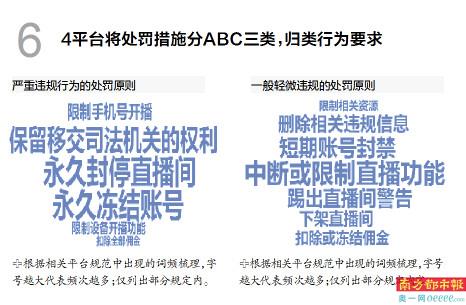 6
4平台将处罚措施分ABC三类,归类行为要求
严重违规行为的处罚原则
限制手机号开播
保留移交司法机关的权利
永久封停直播间
永久冻结账号
限制设备开播功能
扣除全部佣金
根据相关平台规范中出现的词频梳理,字
号越大代表频次越多;仅列出部分规定内。
一般轻微违规的处罚原则
限制相关资源
删除相关违规信息
短期账号封禁
中断或限制直播功能
踢出直播间警告
下架直播间
扣除或冻结佣金
根据相关平台规范中出现的词频梳理,字
号越大代表频次越多;仅列出部分规定内。
南方都市报
奥一网 oeeee.com